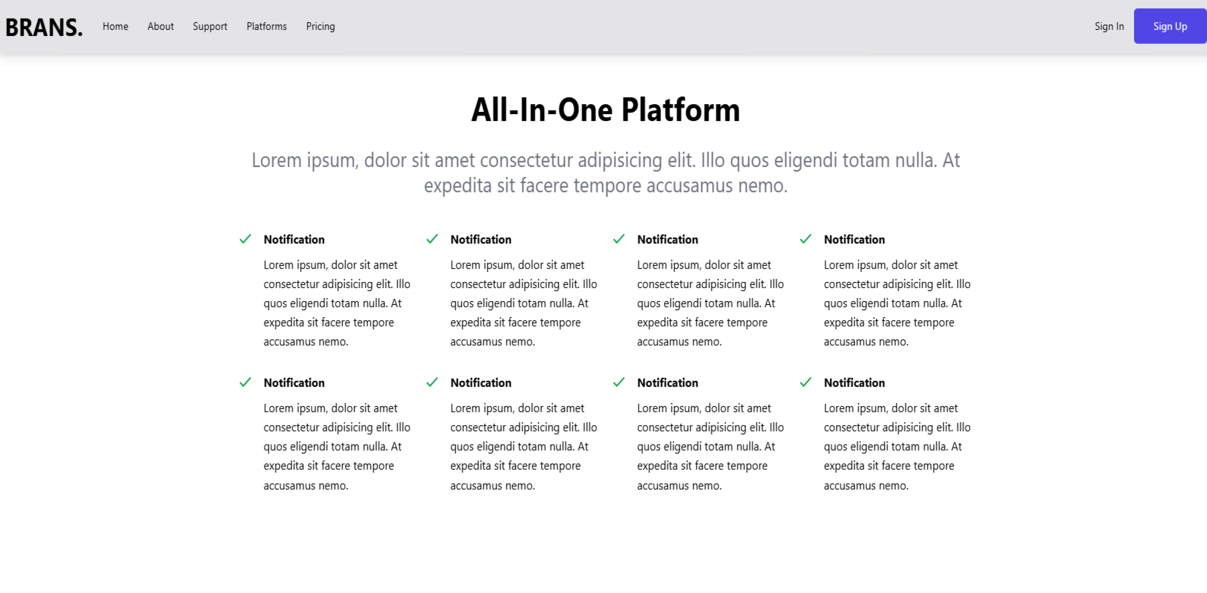 BRANS. Home About Support Platforms Pricing Sign In Sign Up
All-In-One Platform
Lorem ipsum, dolor sit amet consectetur adipisicing elit. Illo quos eligendi totam nulla. At
expedita sit facere tempore accusamus nemo.
Notification
Lorem ipsum, dolor sit amet
consectetur adipisicing elit. Illo
quos eligendi totam nulla. At
expedita sit facere tempore
accusamus nemo.
Notification
Lorem ipsum, dolor sit amet
consectetur adipisicing elit. Illo
quos eligendi totam nulla. At
expedita sit facere tempore
accusamus nemo.
Notification
Lorem ipsum, dolor sit amet
consectetur adipisicing elit. Illo
quos eligendi totam nulla. At
expedita sit facere tempore
accusamus nemo.
Notification
Lorem ipsum, dolor sit amet
consectetur adipisicing elit. Illo
quos eligendi totam nulla. At
expedita sit facere tempore
accusamus nemo.
Notification
Lorem ipsum, dolor sit amet
consectetur adipisicing elit. Illo
quos eligendi totam nulla. At
expedita sit facere tempore
accusamus nemo.
Notification
Lorem ipsum, dolor sit amet
consectetur adipisicing elit. Illo
quos eligendi totam nulla. At
expedita sit facere tempore
accusamus nemo.
Notification
Lorem ipsum, dolor sit amet
consectetur adipisicing elit. Illo
quos eligendi totam nulla. At
expedita sit facere tempore
accusamus nemo.
Notification
Lorem ipsum, dolor sit amet
consectetur adipisicing elit. Illo
quos eligendi totam nulla. At
expedita sit facere tempore
accusamus nemo.